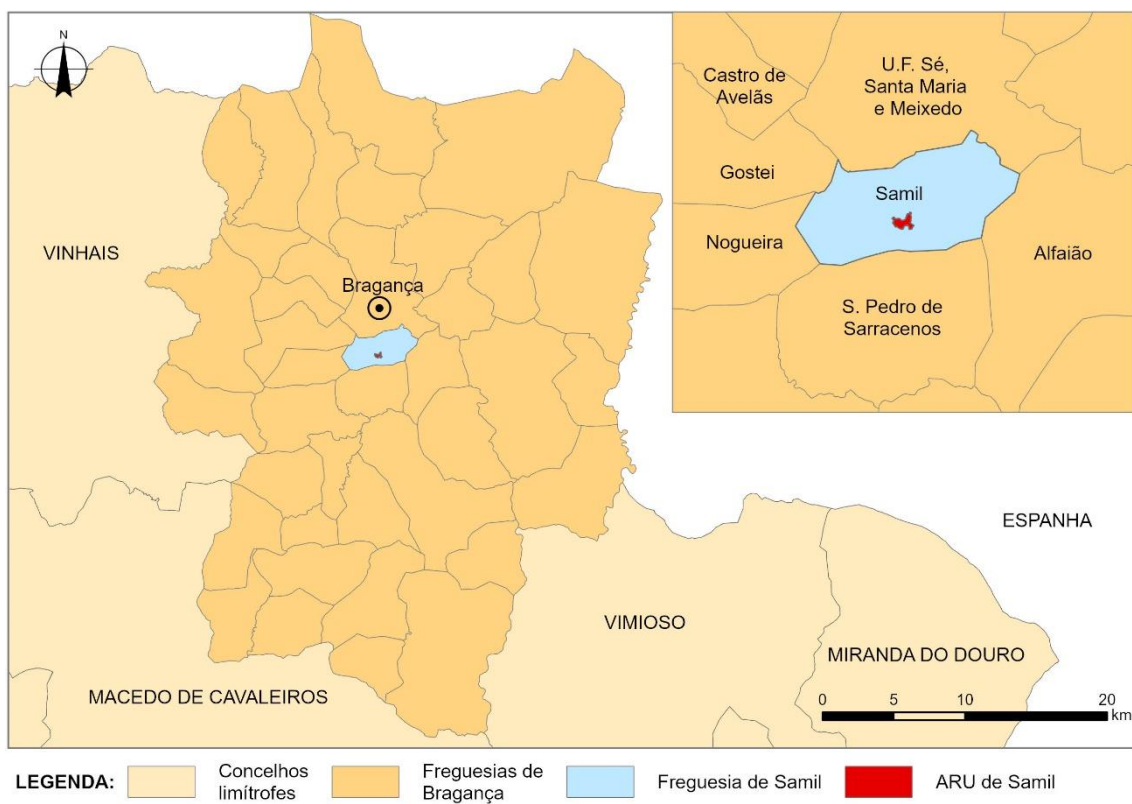 N
VINHAIS
Bragança
Castro de
Avelãs
U.F. Sé,
Santa Maria
e Meixedo
Gostei
Samil
Nogueira
Alfaião
S. Pedro de
Sarracenos
ESPANHA
VIMIOSO
MIRANDA DO DOURO
MACEDO DE CAVALEIROS
0 5 10 20
km
LEGENDA:
Concelhos
limítrofes
Freguesias de
Bragança
Freguesia de Samil
ARU de Samil